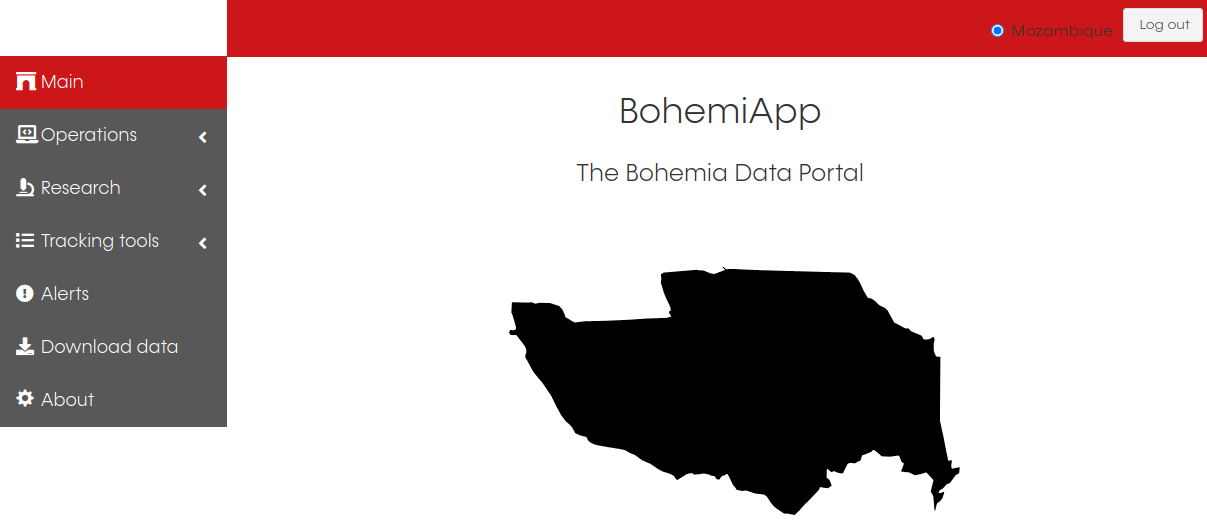 Mozambique
Log out
Main
Operations
Research
Tracking tools
Alerts
Download data
About
BohemiApp
The Bohemia Data Portal